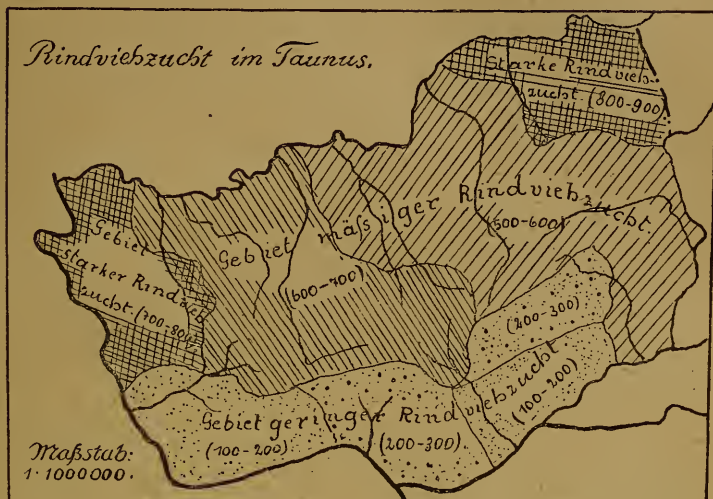 Rindviehzucht im Taunus.
Starke Rindvieh-
zucht. (800-900)
Gebiet mässiger Rindviehzucht
(500-600)
(600-700)
Gebiet
starker Rindvieh
zucht. (700-800)
(200-300)
(100-200)
Gebiet geringer Rindviehzucht
(100-200)
(200-300)
Maßstab:
1:1000000.